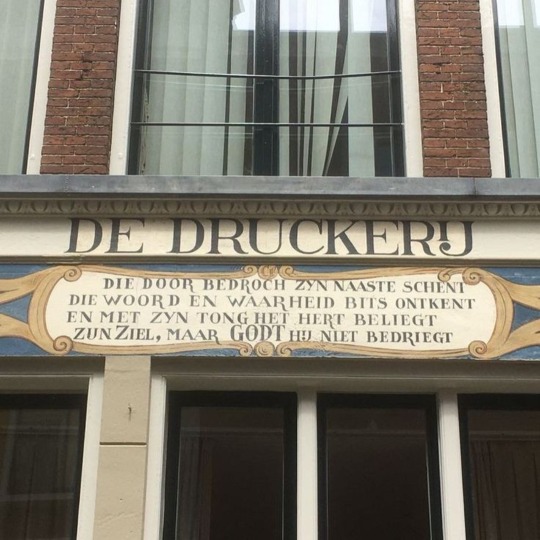 DE DRUCKERIJ
DIE DOOR BEDROCH ZYN NAASTE SCHENT
DIE WOORD EN WAARHEID BITS ONTKENT
EN MET ZYN TONG HET HERT BELIEGT
ZIJN ZIEL, MAAR GODT HIJ NIET BEDRIEGT